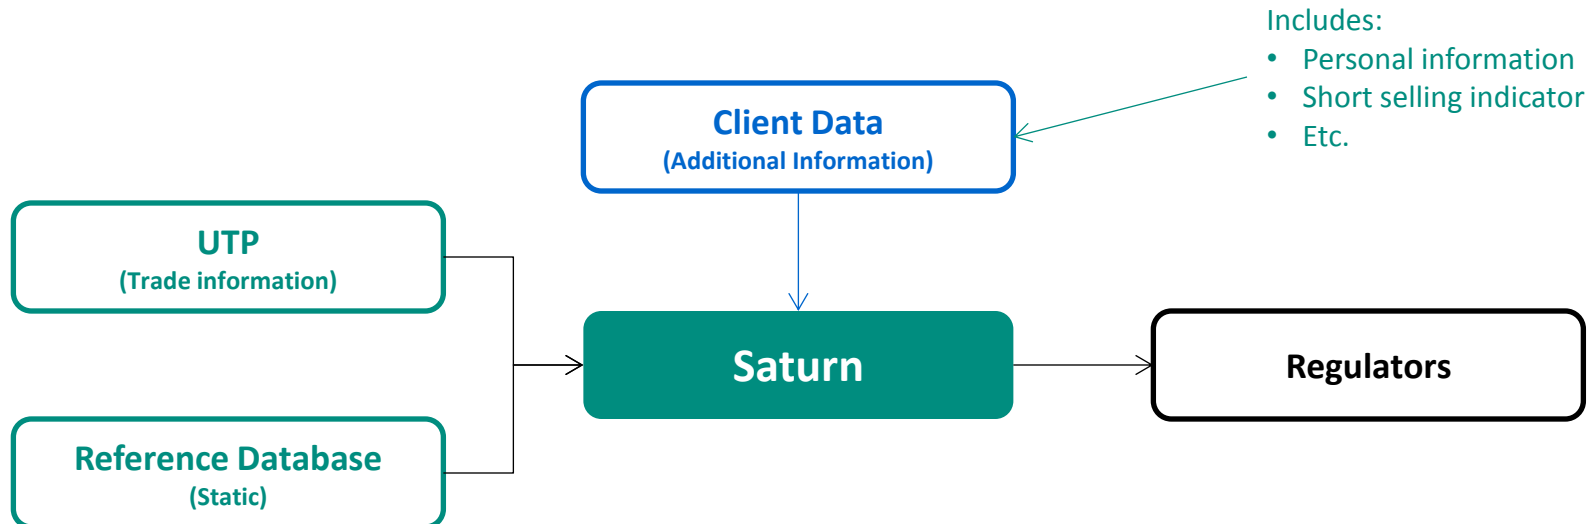 Includes:
• Personal information
• Short selling indicator
• Etc.
Client Data
(Additional Information)
UTP
(Trade information)
Saturn
Regulators
Reference Database
(Static)